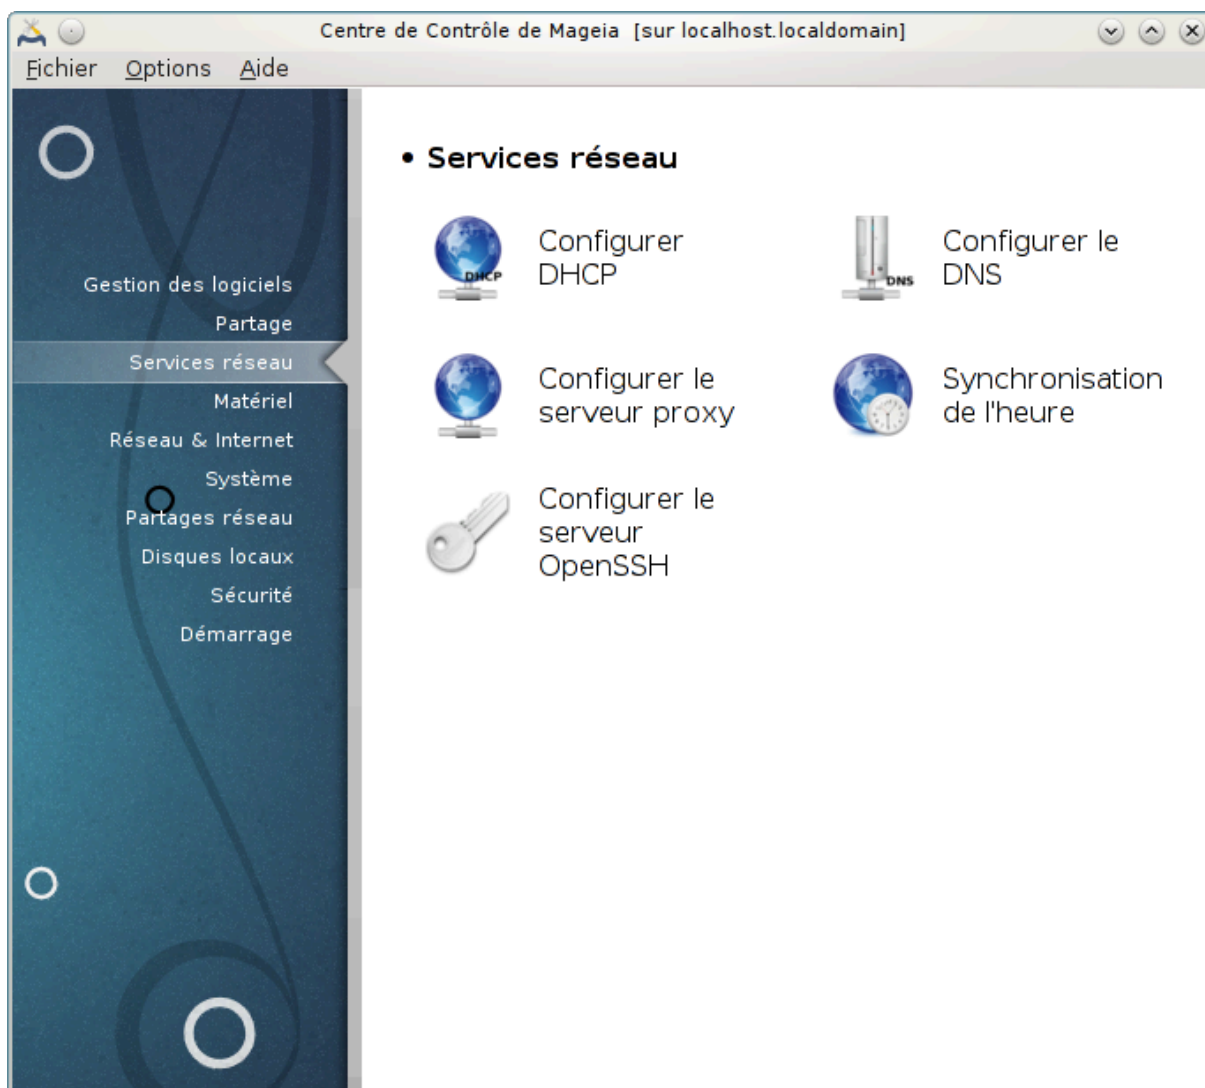 Centre de Contrôle de Mageia [sur localhost.localdomain]
Fichier Options Aide
Gestion des logiciels
Partage
Services réseau
Matériel
Réseau & Internet
Système
Partages réseau
Disques locaux
Sécurité
Démarrage
• Services réseau
DHCP
Configurer
DHCP
DNS
Configurer le
DNS
Configurer le
serveur proxy
Synchronisation
de l'heure
Configurer le
serveur
OpenSSH